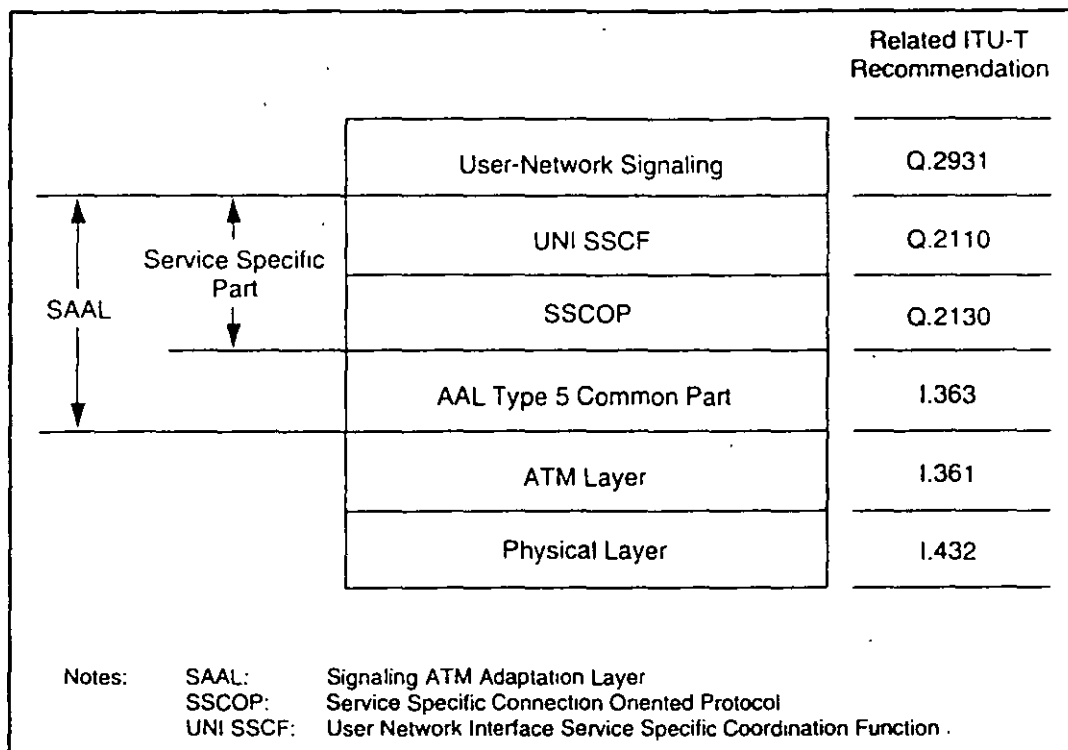 Related ITU-T
Recommendation
User-Network Signaling Q.2931
UNI SSCF Q.2110
Service Specific
Part
SAAL
SSCOP Q.2130
AAL Type 5 Common Part I.363
ATM Layer I.361
Physical Layer I.432
Notes: SAAL: Signaling ATM Adaptation Layer
SSCOP: Service Specific Connection Oriented Protocol
UNI SSCF: User Network Interface Service Specific Coordination Function.